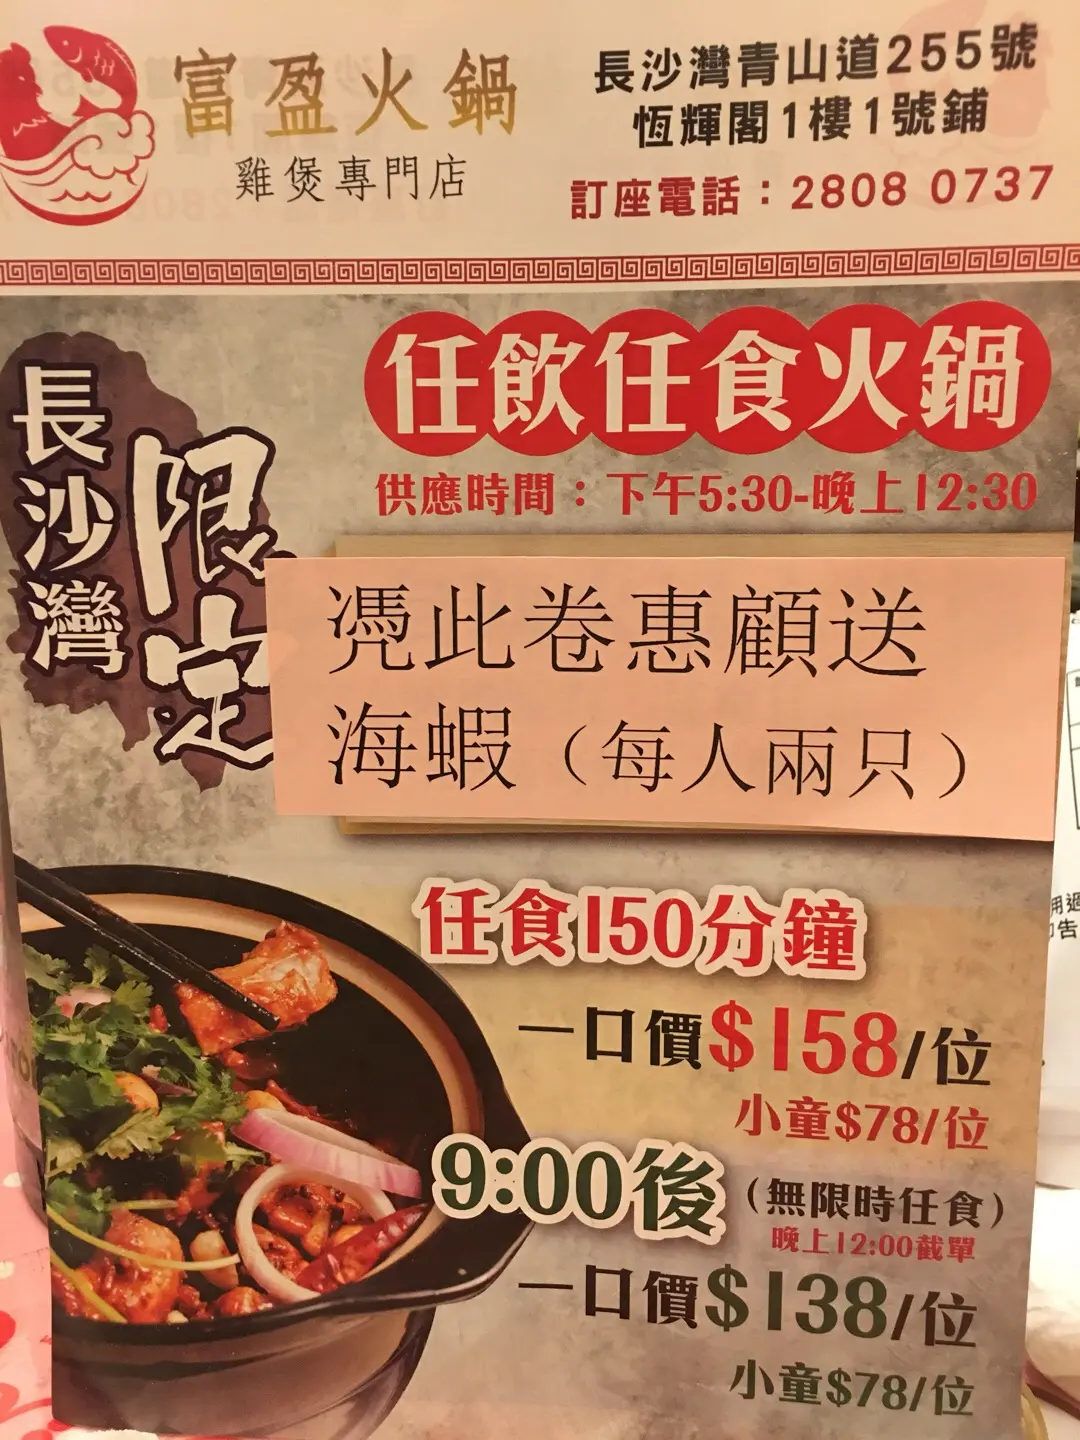 富盈火鍋
雞煲專門店
長沙灣青山道255號
恆輝閣1樓1號鋪
訂座電話：2808 0737
長沙灣
限定
任飲任食火鍋
供應時間：下午5:30-晚上12:30
憑此卷惠顧送
海蝦（每人兩只）
任食150分鐘
一口價$158/位
小童$78/位
9:00後（無限時任食）
晚上12:00截單
一口價$138/位
小童$78/位